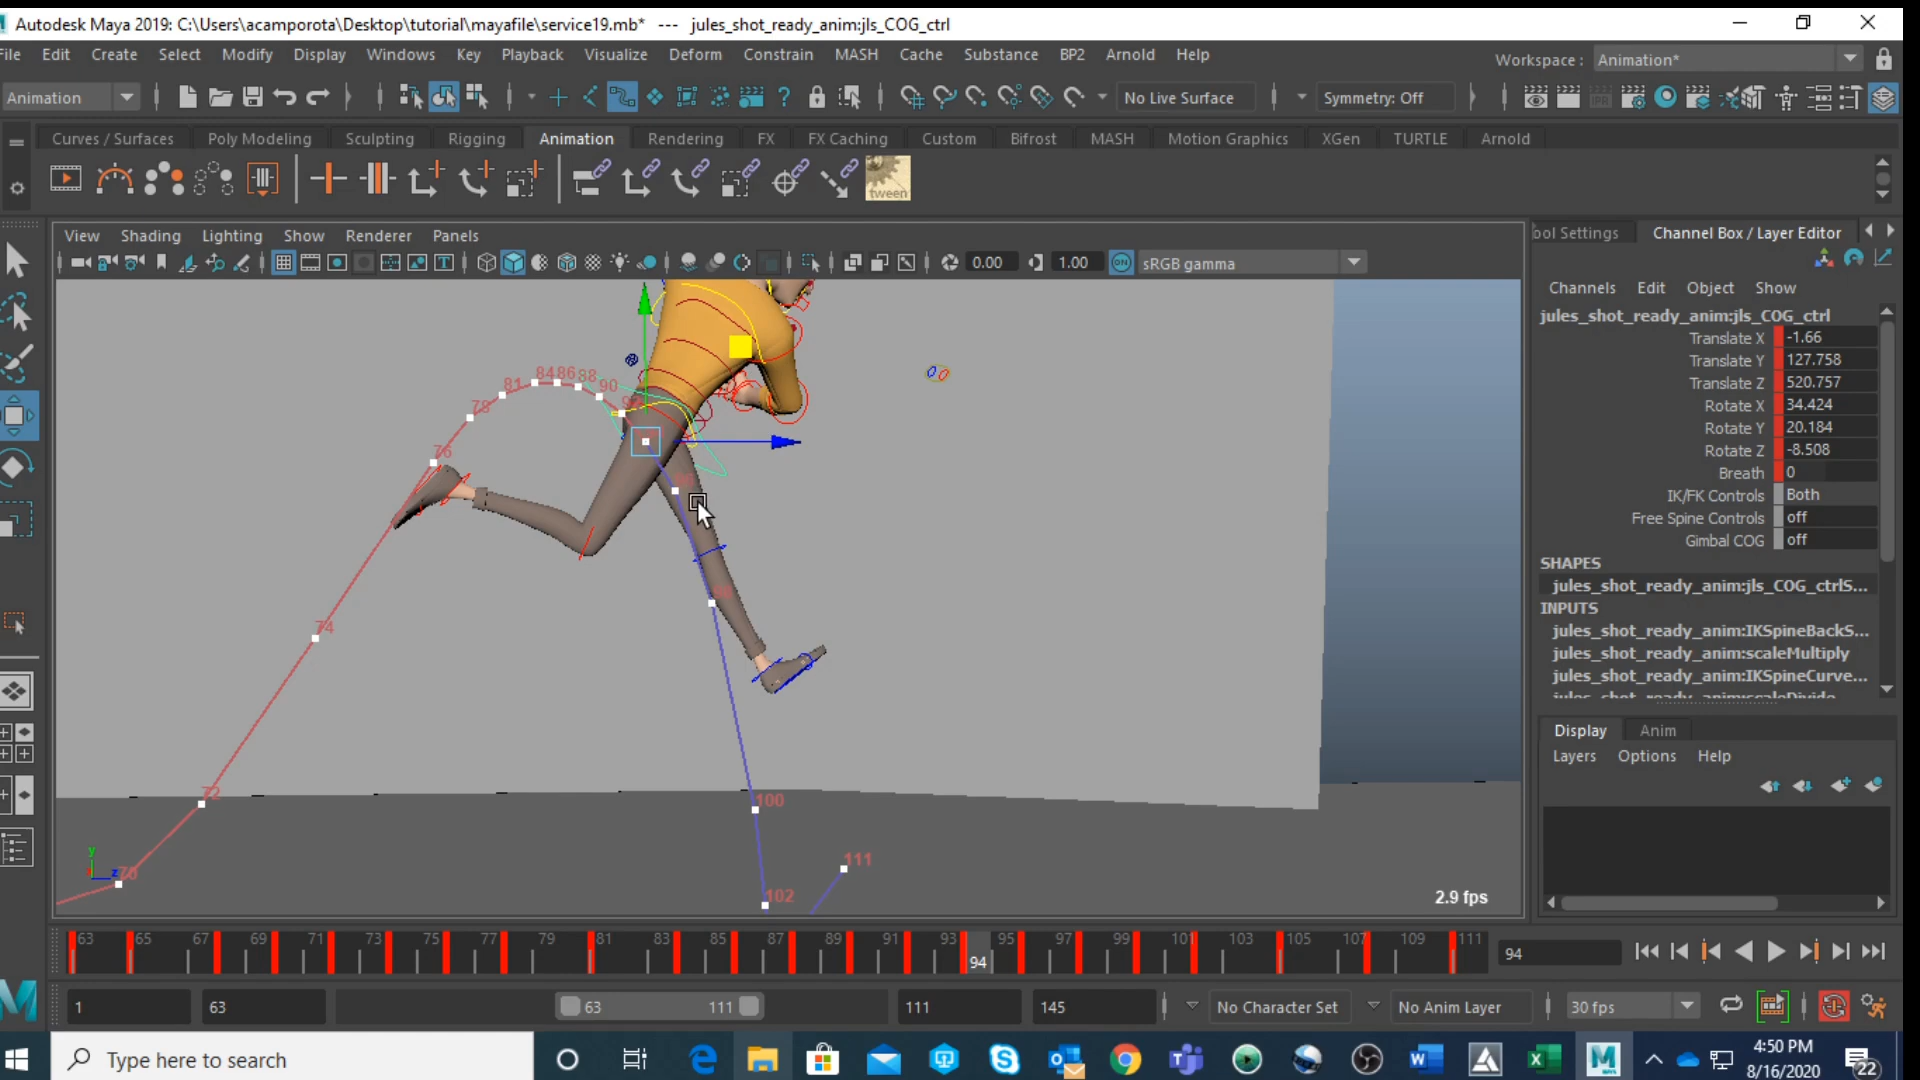 Autodesk Maya 2019: C:\Users\acamporota\Desktop\tutorial\mayafile\service19.mb* --- jules_shot_ready_anim:jls_COG_ctrl
File Edit Create Select Modify Display Windows Key Playback Visualize Deform Constrain MASH Cache Substance BP2 Arnold Help
Workspace : Animation*
Animation
No Live Surface
Symmetry: Off
Curves / Surfaces Poly Modeling Sculpting Rigging Animation Rendering FX FX Caching Custom Bifrost MASH Motion Graphics XGen TURTLE Arnold
tween
View Shading Lighting Show Renderer Panels
0.00 1.00 ON sRGB gamma
ool Settings Channel Box / Layer Editor
Channels Edit Object Show
jules_shot_ready_anim:jls_COG_ctrl
Translate X -1.66
Translate Y 127.758
Translate Z 520.757
Rotate X 34.424
Rotate Y 20.184
Rotate Z -8.508
Breath 0
IK/FK Controls Both
Free Spine Controls off
Gimbal COG off
SHAPES
jules_shot_ready_anim:jls_COG_ctrlS...
INPUTS
jules_shot_ready_anim:IKSpineBackS...
jules_shot_ready_anim:scaleMultiply
jules_shot_ready_anim:IKSpineCurve...
jules_shot_ready_anim:scaleDivide
Display Anim
Layers Options Help
81 84 86 88 90
78
76
74
72
70
100
102
111
y
z
2.9 fps
63 65 67 69 71 73 75 77 79 81 83 85 87 89 91 93 95 97 99 101 103 105 107 109 111
94
94
1 63 63 111 111 145 No Character Set No Anim Layer 30 fps
Type here to search
4:50 PM
8/16/2020
22